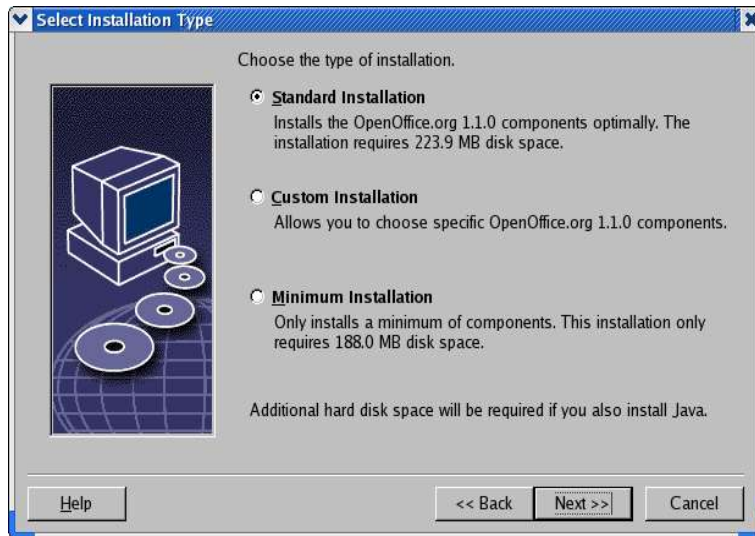 Select Installation Type
Choose the type of installation.
Standard Installation
Installs the OpenOffice.org 1.1.0 components optimally. The
installation requires 223.9 MB disk space.
Custom Installation
Allows you to choose specific OpenOffice.org 1.1.0 components.
Minimum Installation
Only installs a minimum of components. This installation only
requires 188.0 MB disk space.
Additional hard disk space will be required if you also install Java.
Help
<< Back
Next >>
Cancel